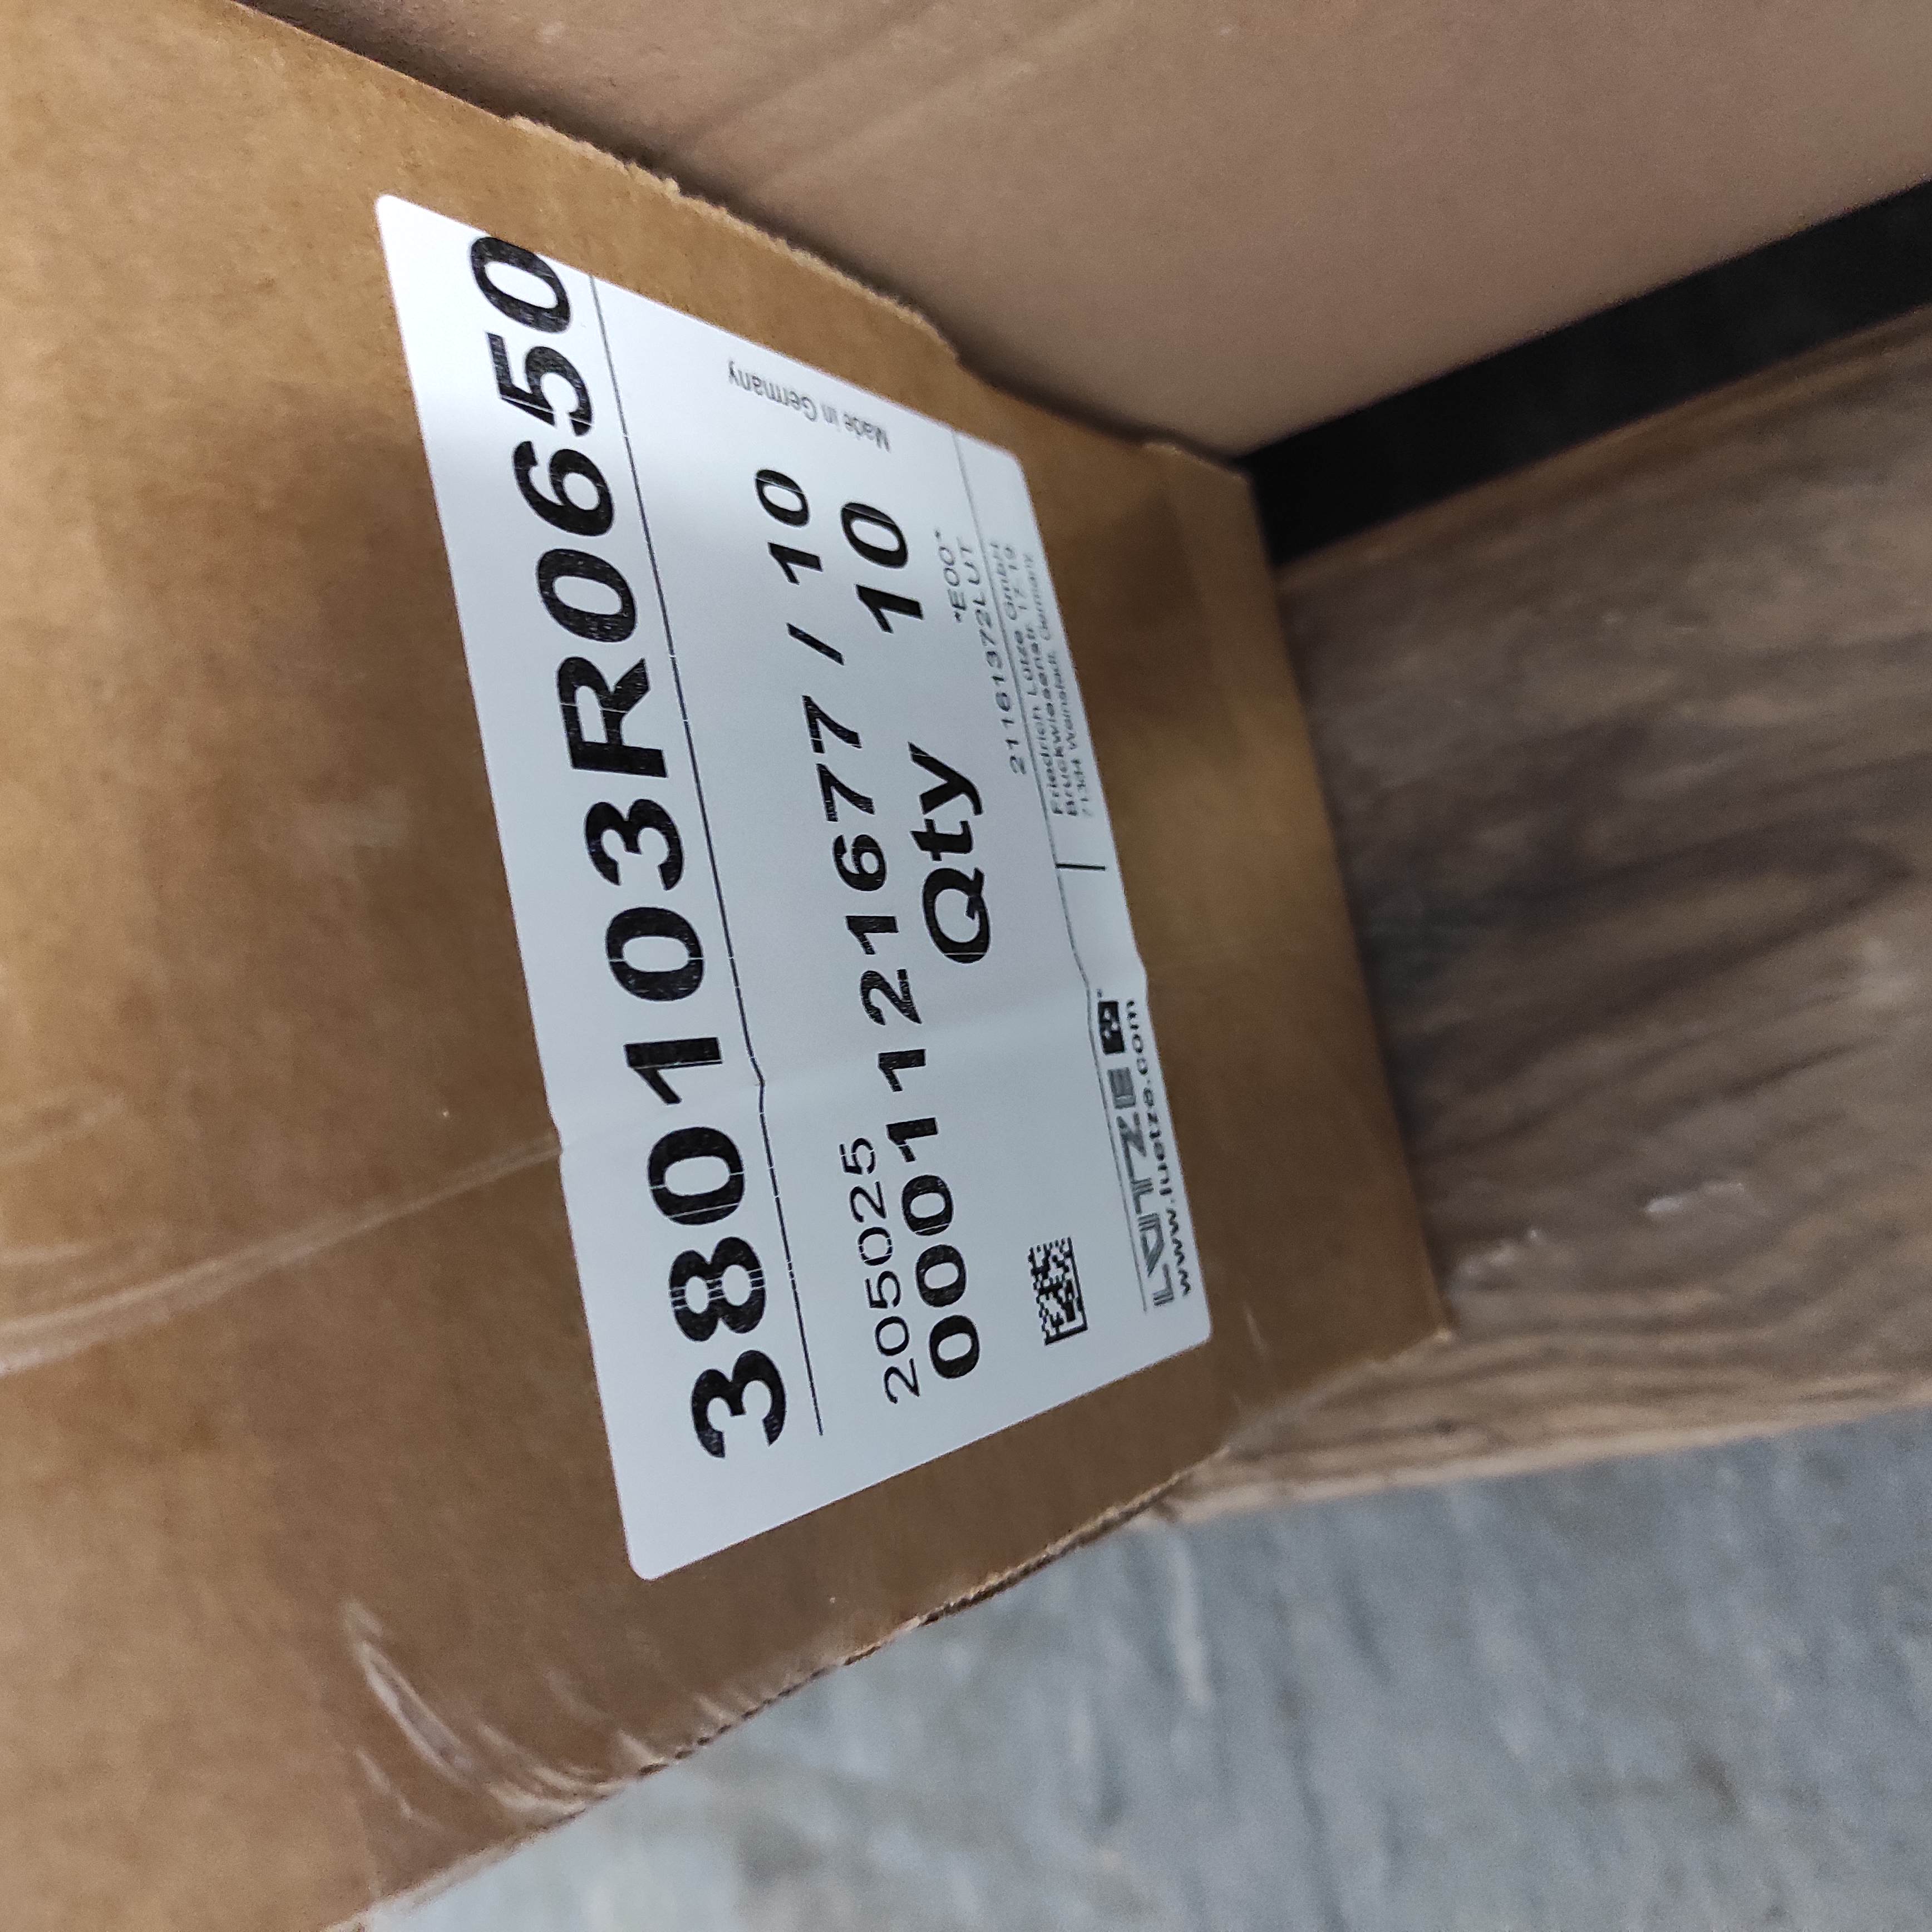 380103R0650
205025
0001121677 / 10
Qty 10
Made in Germany
*E00*
21161372LUT
LÜTZE
www.luetze.com
Friedrich Lütze GmbH
Bruckwiesenstr. 17-19
71384 Weinstadt, Germany